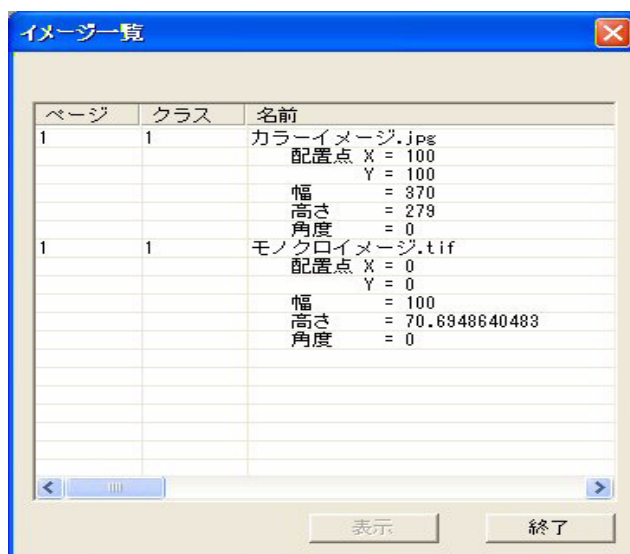 イメージ一覧
ページ クラス 名前
1 1 カラーイメージ.jpg
配置点 X = 100
Y = 100
幅 = 370
高さ = 279
角度 = 0
1 1 モノクロイメージ.tif
配置点 X = 0
Y = 0
幅 = 100
高さ = 70.6948640483
角度 = 0
表示 終了